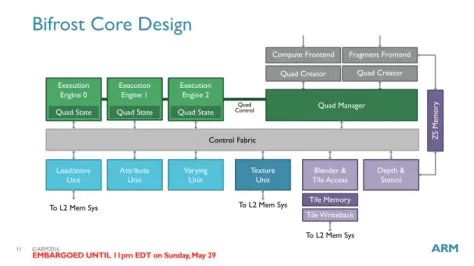 Bifrost Core Design
Compute Frontend
Fragment Frontend
Quad Creator
Quad Creator
Execution
Engine 0
Quad State
Execution
Engine 1
Quad State
Execution
Engine 2
Quad State
Quad
Control
Quad Manager
ZS Memory
Control Fabric
Load/store
Unit
Attribute
Unit
Varying
Unit
Texture
Unit
Blender &
Tile Access
Depth &
Stencil
Tile Memory
Tile Writeback
To L2 Mem Sys
To L2 Mem Sys
To L2 Mem Sys
11 ©ARM2016
EMBARGOED UNTIL 11pm EDT on Sunday, May 29
ARM